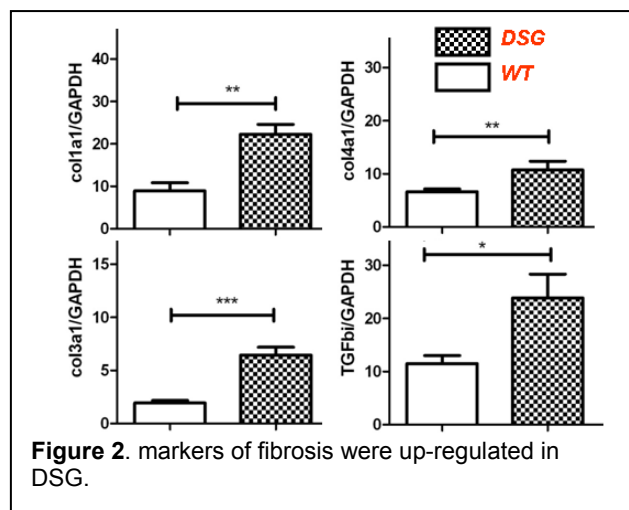 DSG
WT
col1a1/GAPDH
40
30
20
10
0
**
col4a1/GAPDH
30
20
10
0
**
col3a1/GAPDH
15
10
5
0
***
TGFbi/GAPDH
30
20
10
0
*
Figure 2. markers of fibrosis were up-regulated in
DSG.